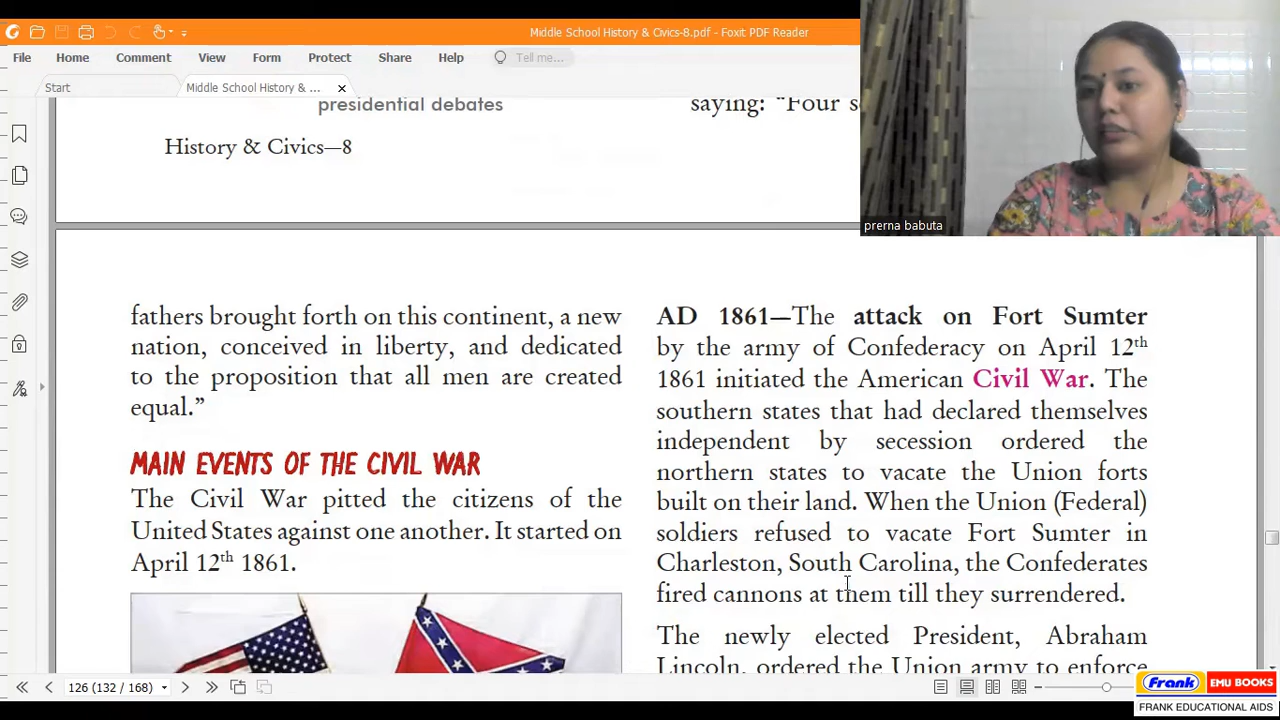 Middle School History & Civics-8.pdf - Foxit PDF Reader
File Home Comment View Form Protect Share Help Tell me...
Start Middle School History & ...
prerna babuta
presidential debates
History & Civics—8
saying: “Four
fathers brought forth on this continent, a new
nation, conceived in liberty, and dedicated
to the proposition that all men are created
equal.”
MAIN EVENTS OF THE CIVIL WAR
The Civil War pitted the citizens of the
United States against one another. It started on
April 12th 1861.
AD 1861—The attack on Fort Sumter
by the army of Confederacy on April 12th
1861 initiated the American Civil War. The
southern states that had declared themselves
independent by secession ordered the
northern states to vacate the Union forts
built on their land. When the Union (Federal)
soldiers refused to vacate Fort Sumter in
Charleston, South Carolina, the Confederates
fired cannons at them till they surrendered.
The newly elected President, Abraham
Lincoln, ordered the Union army to enforce
126 (132 / 168)
Frank EMU BOOKS
FRANK EDUCATIONAL AIDS